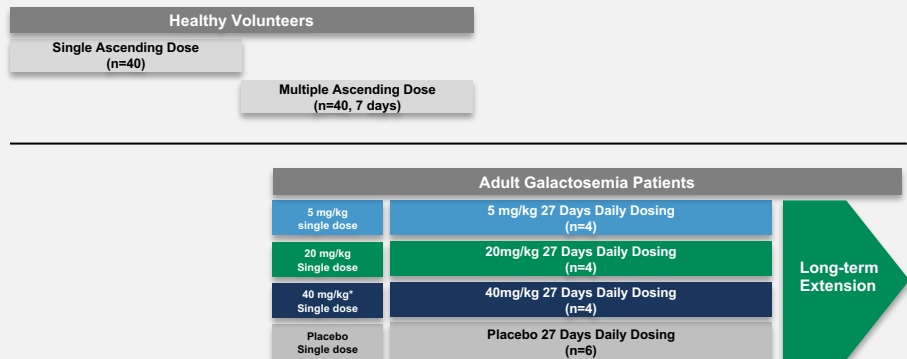 Healthy Volunteers
Single Ascending Dose
(n=40)
Multiple Ascending Dose
(n=40, 7 days)
Adult Galactosemia Patients
5 mg/kg
single dose
5 mg/kg 27 Days Daily Dosing
(n=4)
20 mg/kg
Single dose
20mg/kg 27 Days Daily Dosing
(n=4)
40 mg/kg*
Single dose
40mg/kg 27 Days Daily Dosing
(n=4)
Placebo
Single dose
Placebo 27 Days Daily Dosing
(n=6)
Long-term
Extension